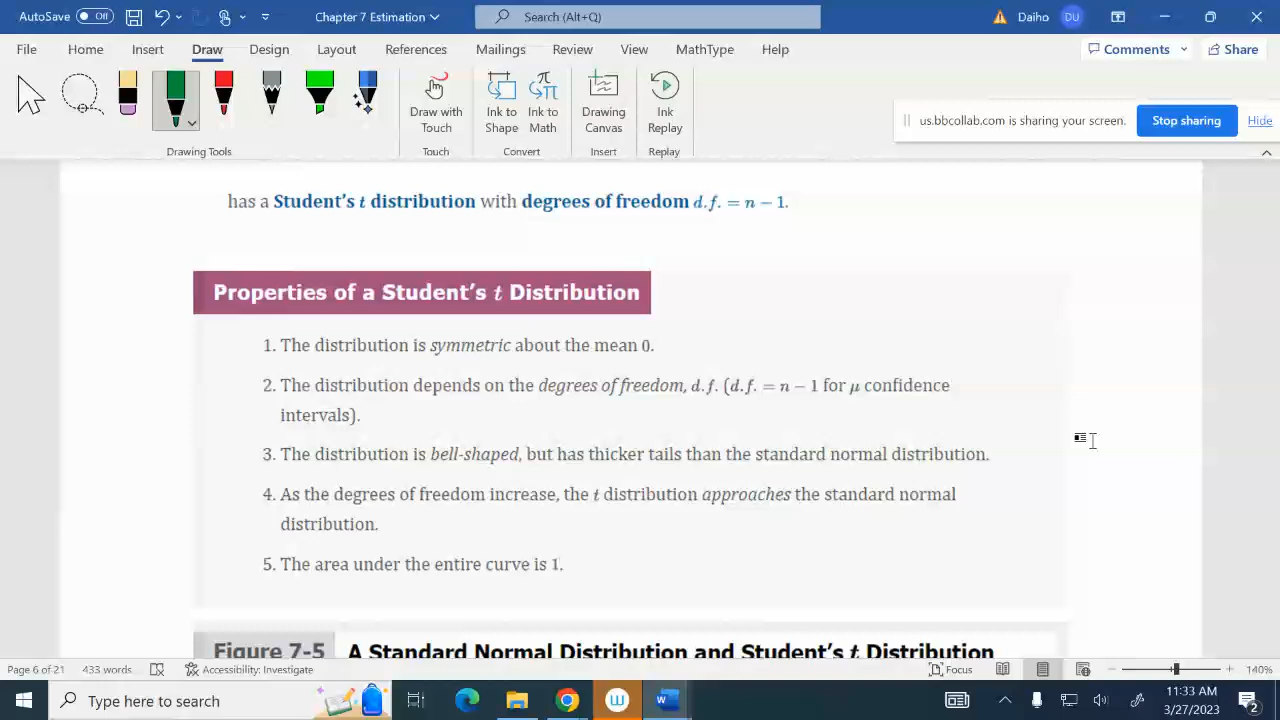 AutoSave Off Chapter 7 Estimation Search (Alt+Q) Daiho DU
File Home Insert Draw Design Layout References Mailings Review View MathType Help Comments Share
Draw with Touch
Ink to Shape
Ink to Math
Drawing Canvas
Ink Replay
us.bbcollab.com is sharing your screen. Stop sharing Hide
Drawing Tools Touch Convert Insert Replay
has a Student's t distribution with degrees of freedom d.f. = n − 1.
Properties of a Student's t Distribution
1. The distribution is symmetric about the mean 0.
2. The distribution depends on the degrees of freedom, d.f. (d.f. = n − 1 for μ confidence
intervals).
3. The distribution is bell-shaped, but has thicker tails than the standard normal distribution.
4. As the degrees of freedom increase, the t distribution approaches the standard normal
distribution.
5. The area under the entire curve is 1.
Figure 7-5 A Standard Normal Distribution and Student's t Distribution
Page 6 of 21 433 words Accessibility: Investigate Focus 140%
Type here to search 11:33 AM
3/27/2023 2